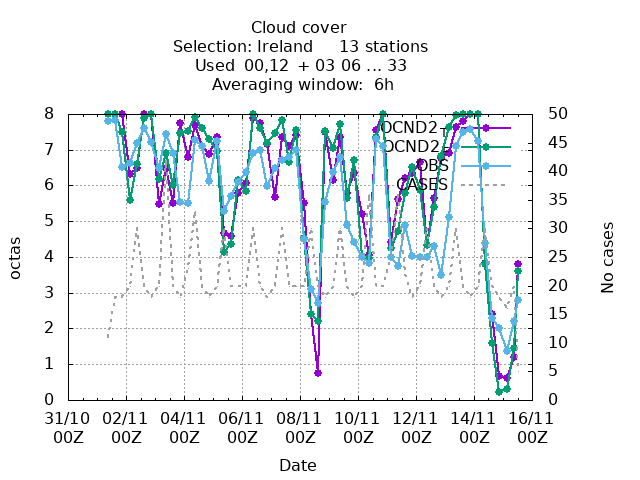 Cloud cover
Selection: Ireland 13 stations
Used 00,12 + 03 06 ... 33
Averaging window: 6h
8
7
6
5
4
3
2
1
0
octas
50
45
40
35
30
25
20
15
10
5
0
No cases
OCND2-
OCND2
OBS
CASES
31/10 02/11 04/11 06/11 08/11 10/11 12/11 14/11 16/11
00Z 00Z 00Z 00Z 00Z 00Z 00Z 00Z 00Z
Date